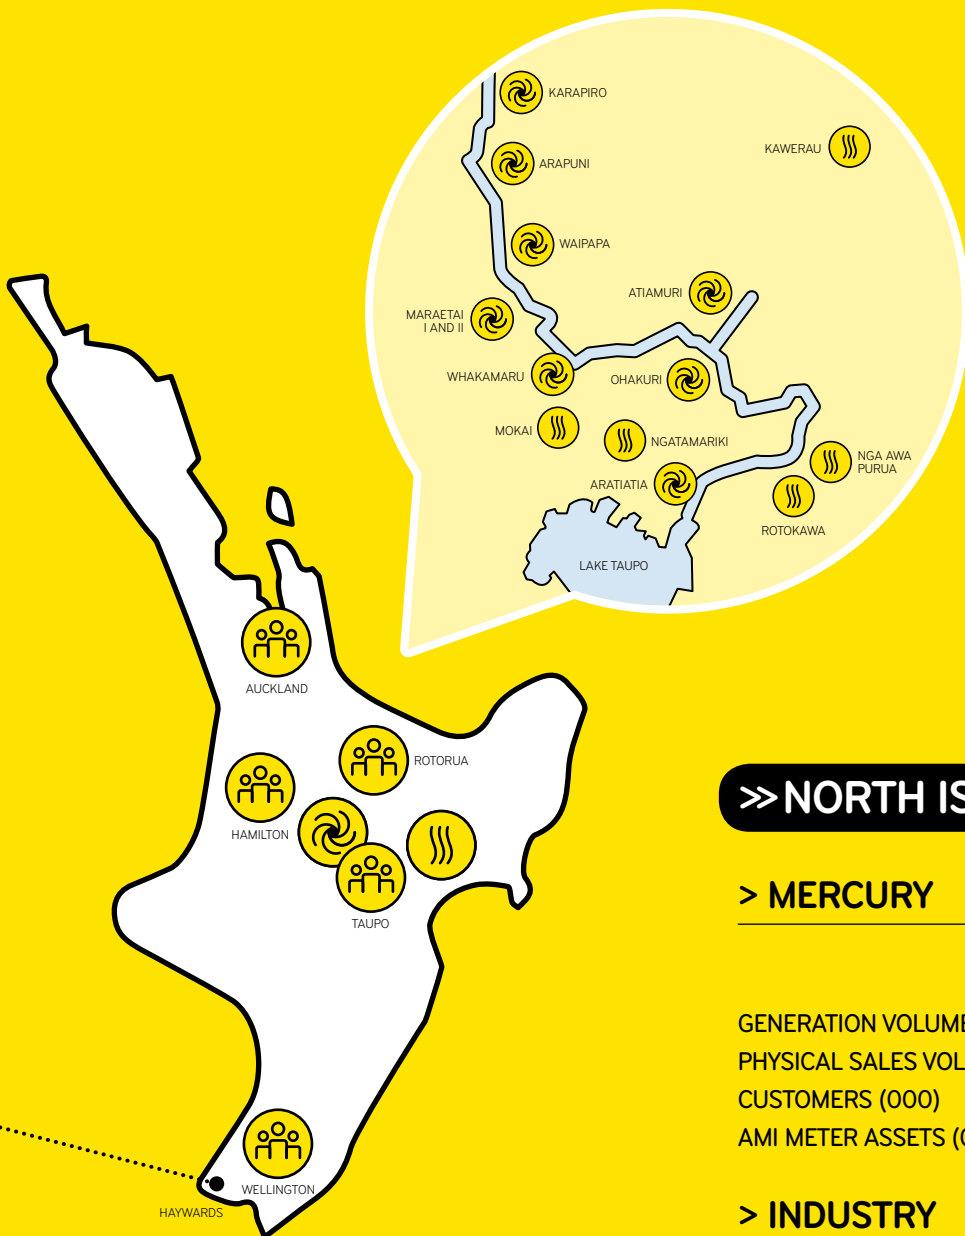 KARAPIRO
KAWERAU
ARAPUNI
WAIPAPA
ATIAMURI
MARAETAI
I AND II
WHAKAMARU
OHAKURI
MOKAI
NGATAMARIKI
NGA AWA
PURUA
ARATIATIA
ROTOKAWA
LAKE TAUPO
AUCKLAND
ROTORUA
HAMILTON
TAUPO
WELLINGTON
HAYWARDS
>> NORTH IS
> MERCURY
GENERATION VOLUME
PHYSICAL SALES VOL
CUSTOMERS (000)
AMI METER ASSETS (0
> INDUSTRY